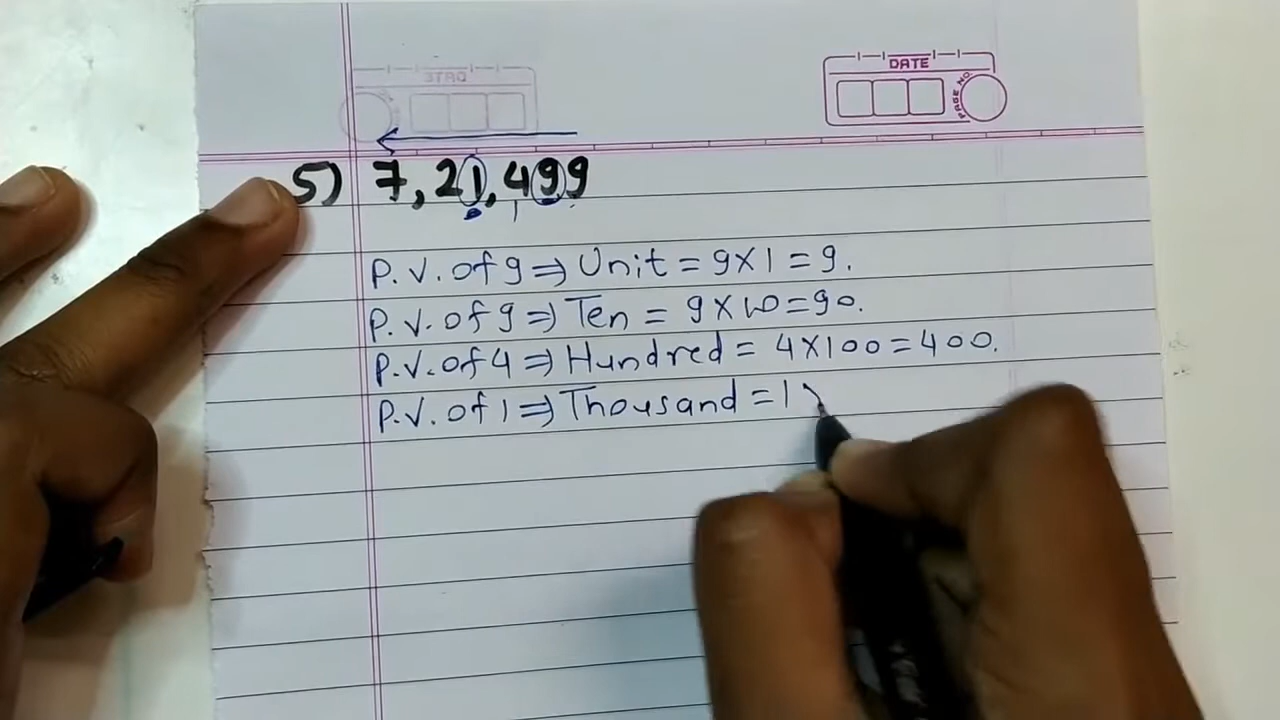 DATE
PAGE NO.
5) 7,21,499
P.V. of 9 ⇒ Unit = 9×1 = 9.
P.V. of 9 ⇒ Ten = 9×10 = 90.
P.V. of 4 ⇒ Hundred = 4×100 = 400.
P.V. of 1 ⇒ Thousand = 1